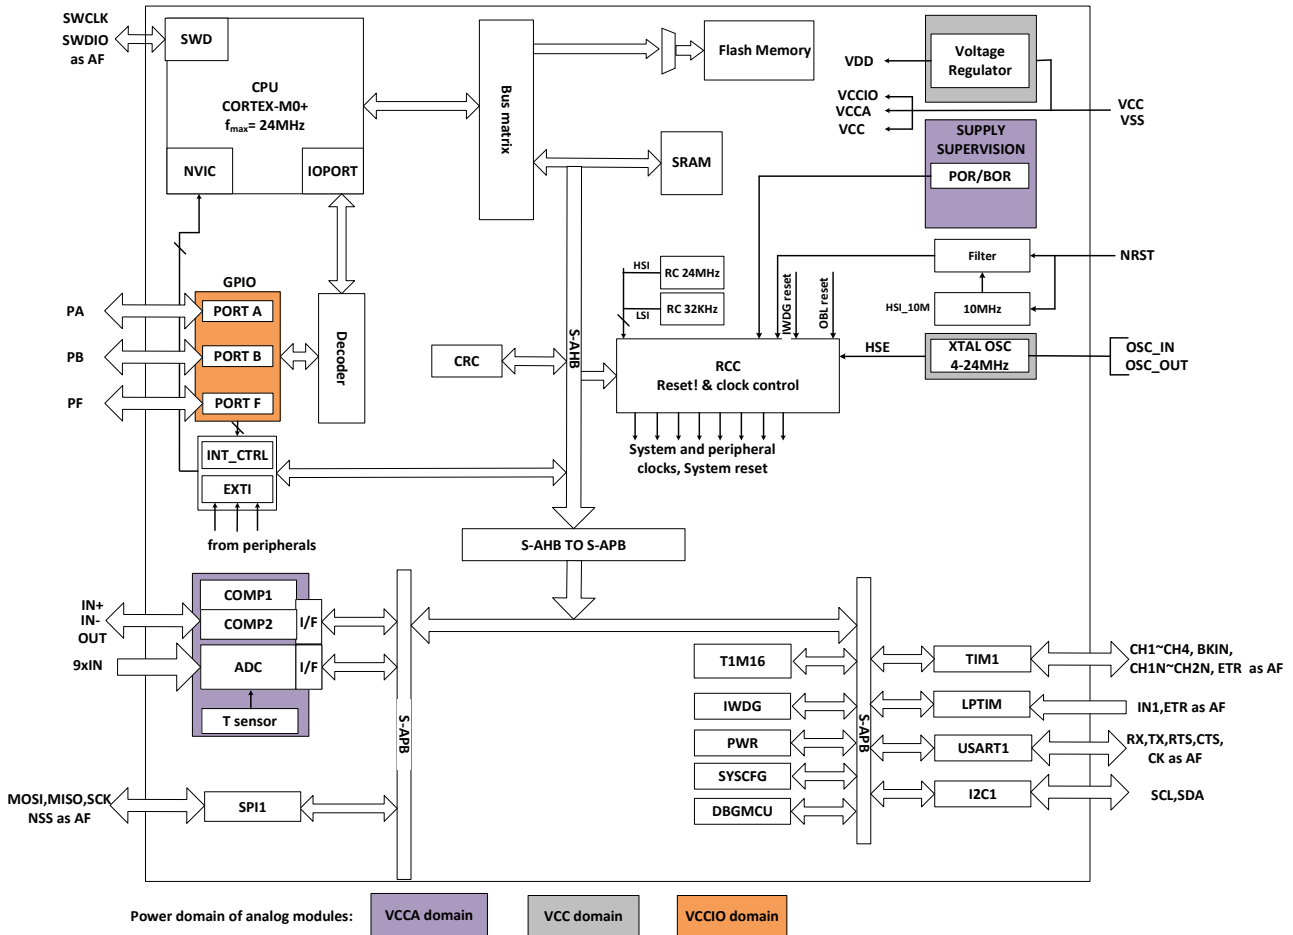 SWCLK
SWDIO
as AF
SWD
CPU
CORTEX-M0+
fmax= 24MHz
NVIC
IOPORT
Bus matrix
Flash Memory
SRAM
Voltage
Regulator
VDD
VCCIO
VCCA
VCC
VCC
VSS
SUPPLY
SUPERVISION
POR/BOR
Filter
NRST
HSI_10M
10MHz
HSI
RC 24MHz
LSI
RC 32KHz
IWDG reset
OBL reset
HSE
XTAL OSC
4-24MHz
OSC_IN
OSC_OUT
RCC
Reset! & clock control
System and peripheral
clocks, System reset
GPIO
PA
PORT A
PB
PORT B
PF
PORT F
Decoder
CRC
S-AHB
INT_CTRL
EXTI
from peripherals
S-AHB TO S-APB
IN+
IN-
OUT
COMP1
COMP2
I/F
9xIN
ADC
I/F
T sensor
S-APB
MOSI,MISO,SCK
NSS as AF
SPI1
T1M16
IWDG
PWR
SYSCFG
DBGMCU
S-APB
TIM1
CH1~CH4, BKIN,
CH1N~CH2N, ETR as AF
LPTIM
IN1,ETR as AF
USART1
RX,TX,RTS,CTS,
CK as AF
I2C1
SCL,SDA
Power domain of analog modules:
VCCA domain
VCC domain
VCCIO domain